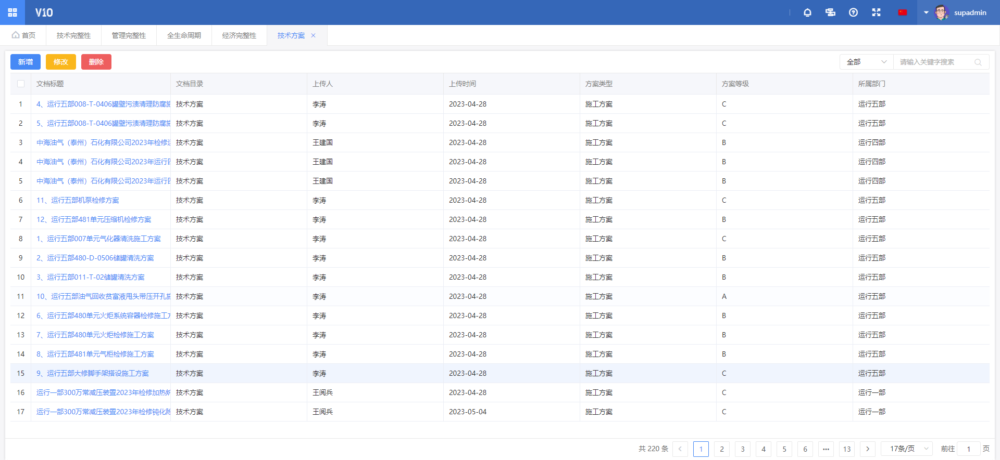 V10 supadmin
首页 技术完整性 管理完整性 全生命周期 经济完整性 技术方案
新增 修改 删除 全部 请输入关键字搜索
文档标题 文档目录 上传人 上传时间 方案类型 方案等级 所属部门
1 4、运行五部008-T-0406罐壁污渍清理防腐施 技术方案 李涛 2023-04-28 施工方案 C 运行五部
2 5、运行五部008-T-0406罐壁污渍清理防腐施 技术方案 李涛 2023-04-28 施工方案 C 运行五部
3 中海油气（泰州）石化有限公司2023年检修 技术方案 王建国 2023-04-28 施工方案 B 运行四部
4 中海油气（泰州）石化有限公司2023年运行四 技术方案 王建国 2023-04-28 施工方案 B 运行四部
5 中海油气（泰州）石化有限公司2023年运行四 技术方案 王建国 2023-04-28 施工方案 B 运行四部
6 11、运行五部机泵检修方案 技术方案 李涛 2023-04-28 施工方案 C 运行五部
7 12、运行五部481单元压缩机检修方案 技术方案 李涛 2023-04-28 施工方案 B 运行五部
8 1、运行五部007单元气化器清洗施工方案 技术方案 李涛 2023-04-28 施工方案 C 运行五部
9 2、运行五部480-D-0506储罐清洗方案 技术方案 李涛 2023-04-28 施工方案 B 运行五部
10 3、运行五部011-T-02储罐清洗方案 技术方案 李涛 2023-04-28 施工方案 B 运行五部
11 10、运行五部油气回收贫富液甩头带压开孔施 技术方案 李涛 2023-04-28 施工方案 A 运行五部
12 6、运行五部480单元火炬系统容器检修施工方 技术方案 李涛 2023-04-28 施工方案 B 运行五部
13 7、运行五部480单元火炬检修施工方案 技术方案 李涛 2023-04-28 施工方案 B 运行五部
14 8、运行五部481单元气柜检修施工方案 技术方案 李涛 2023-04-28 施工方案 B 运行五部
15 9、运行五部大修脚手架搭设施工方案 技术方案 李涛 2023-04-28 施工方案 C 运行五部
16 运行一部300万常减压装置2023年检修加热炉 技术方案 王阅兵 2023-04-28 施工方案 C 运行一部
17 运行一部300万常减压装置2023年检修钝化除 技术方案 王阅兵 2023-05-04 施工方案 C 运行一部
共 220 条 1 2 3 4 5 6 ••• 13 17条/页 前往 1 页